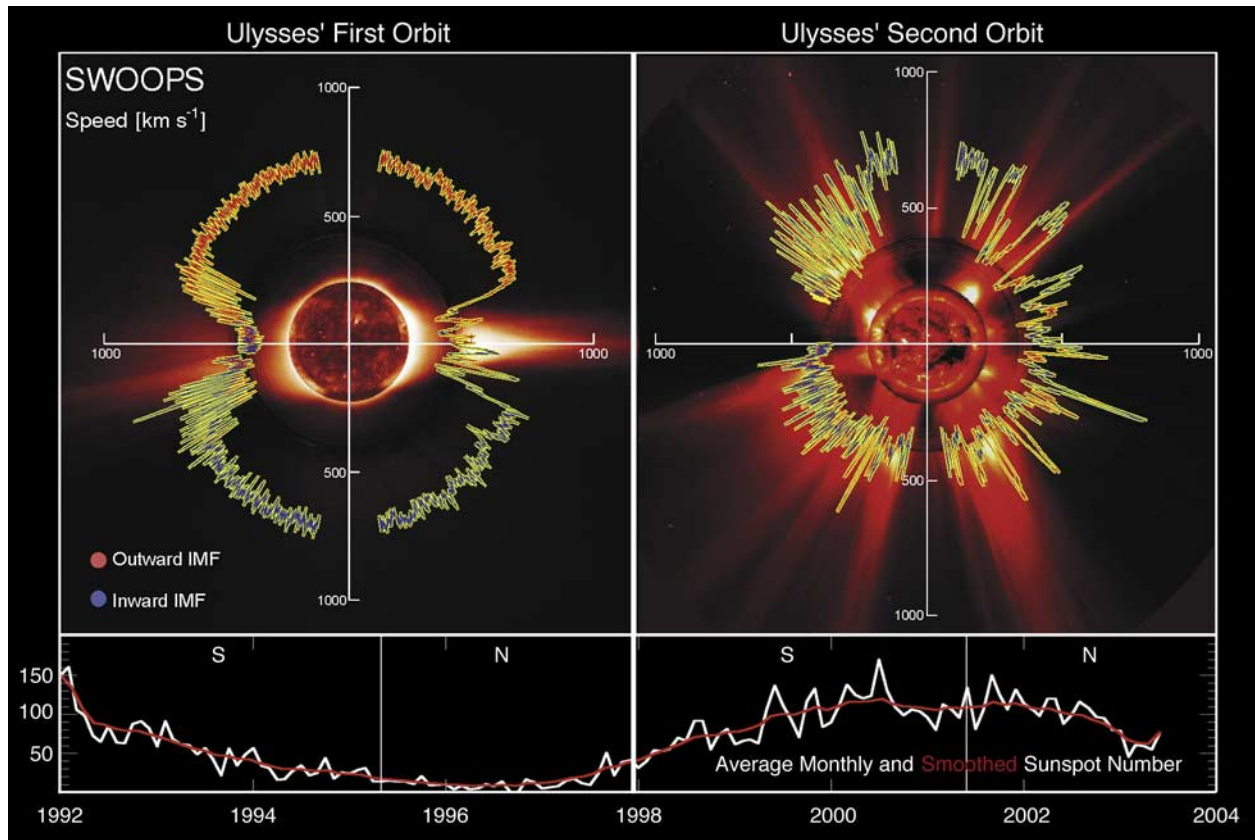 Ulysses' First Orbit
Ulysses' Second Orbit
SWOOPS
Speed [km s⁻¹]
1000
500
1000
1000
500
1000
Outward IMF
Inward IMF
1000
500
1000
1000
500
1000
S
N
S
N
150
100
50
Average Monthly and Smoothed Sunspot Number
1992
1994
1996
1998
2000
2002
2004